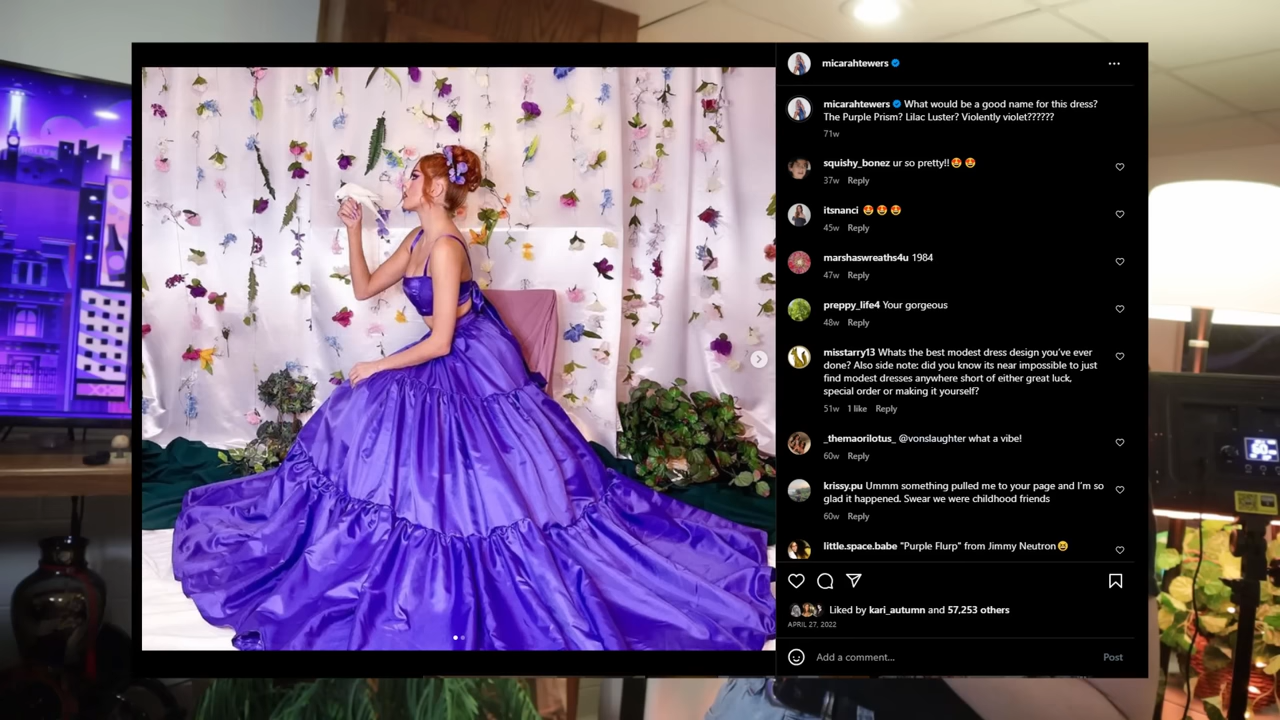 micarahtewers
micarahtewers What would be a good name for this dress?
The Purple Prism? Lilac Luster? Violently violet??????
71w
squishy_bonez ur so pretty!!😍😍
37w Reply
itsnanci 😍😍😍
45w Reply
marshaswreaths4u 1984
47w Reply
preppy_life4 Your gorgeous
48w Reply
misstarry13 Whats the best modest dress design you've ever
done? Also side note: did you know its near impossible to just
find modest dresses anywhere short of either great luck,
special order or making it yourself?
51w 1 like Reply
_themaorilotus_ @vonslaughter what a vibe!
60w Reply
krissy.pu Ummm something pulled me to your page and I'm so
glad it happened. Swear we were childhood friends
60w Reply
little.space.babe "Purple Flurp" from Jimmy Neutron😆
Liked by kari_autumn and 57,253 others
APRIL 27, 2022
Add a comment...
Post